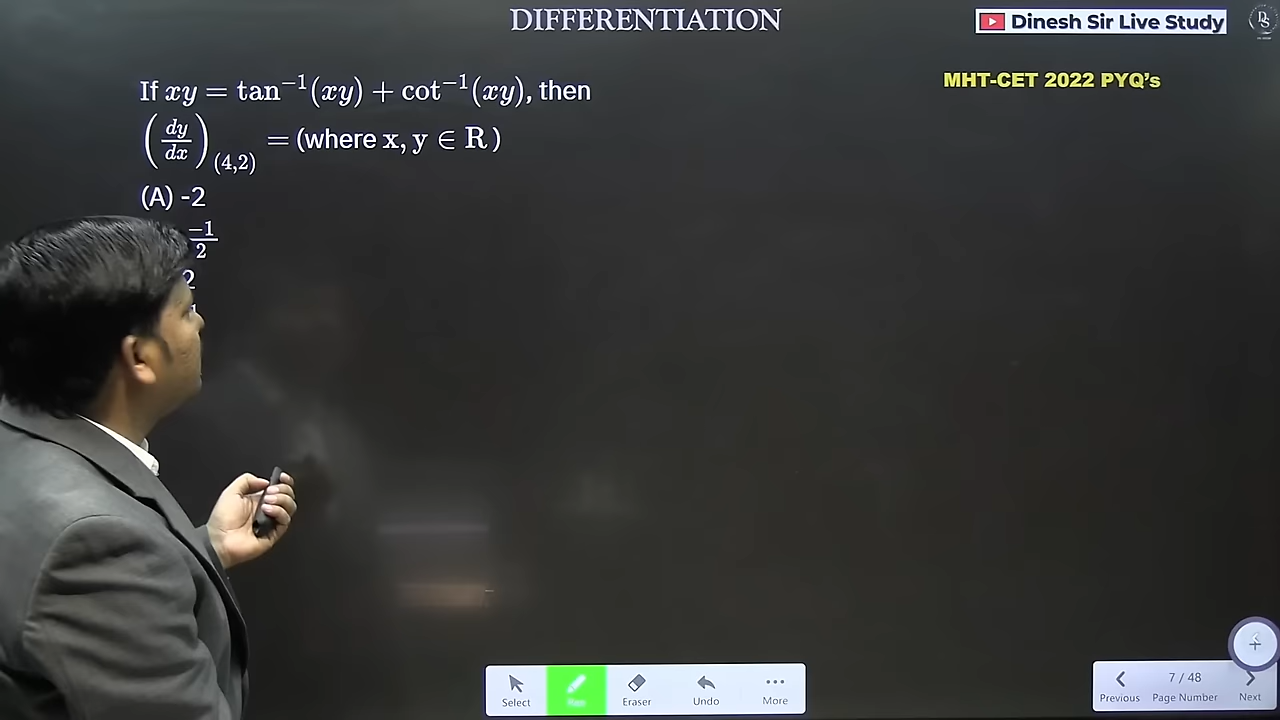 DIFFERENTIATION
Dinesh Sir Live Study
DS
MHT-CET 2022 PYQ's
If xy = tan⁻¹(xy) + cot⁻¹(xy), then
(dy/dx)₍₄,₂₎ = (where x, y ∈ R)
(A) -2
-1/2
2
Select
Eraser
Undo
More
Previous
7 / 48
Page Number
Next